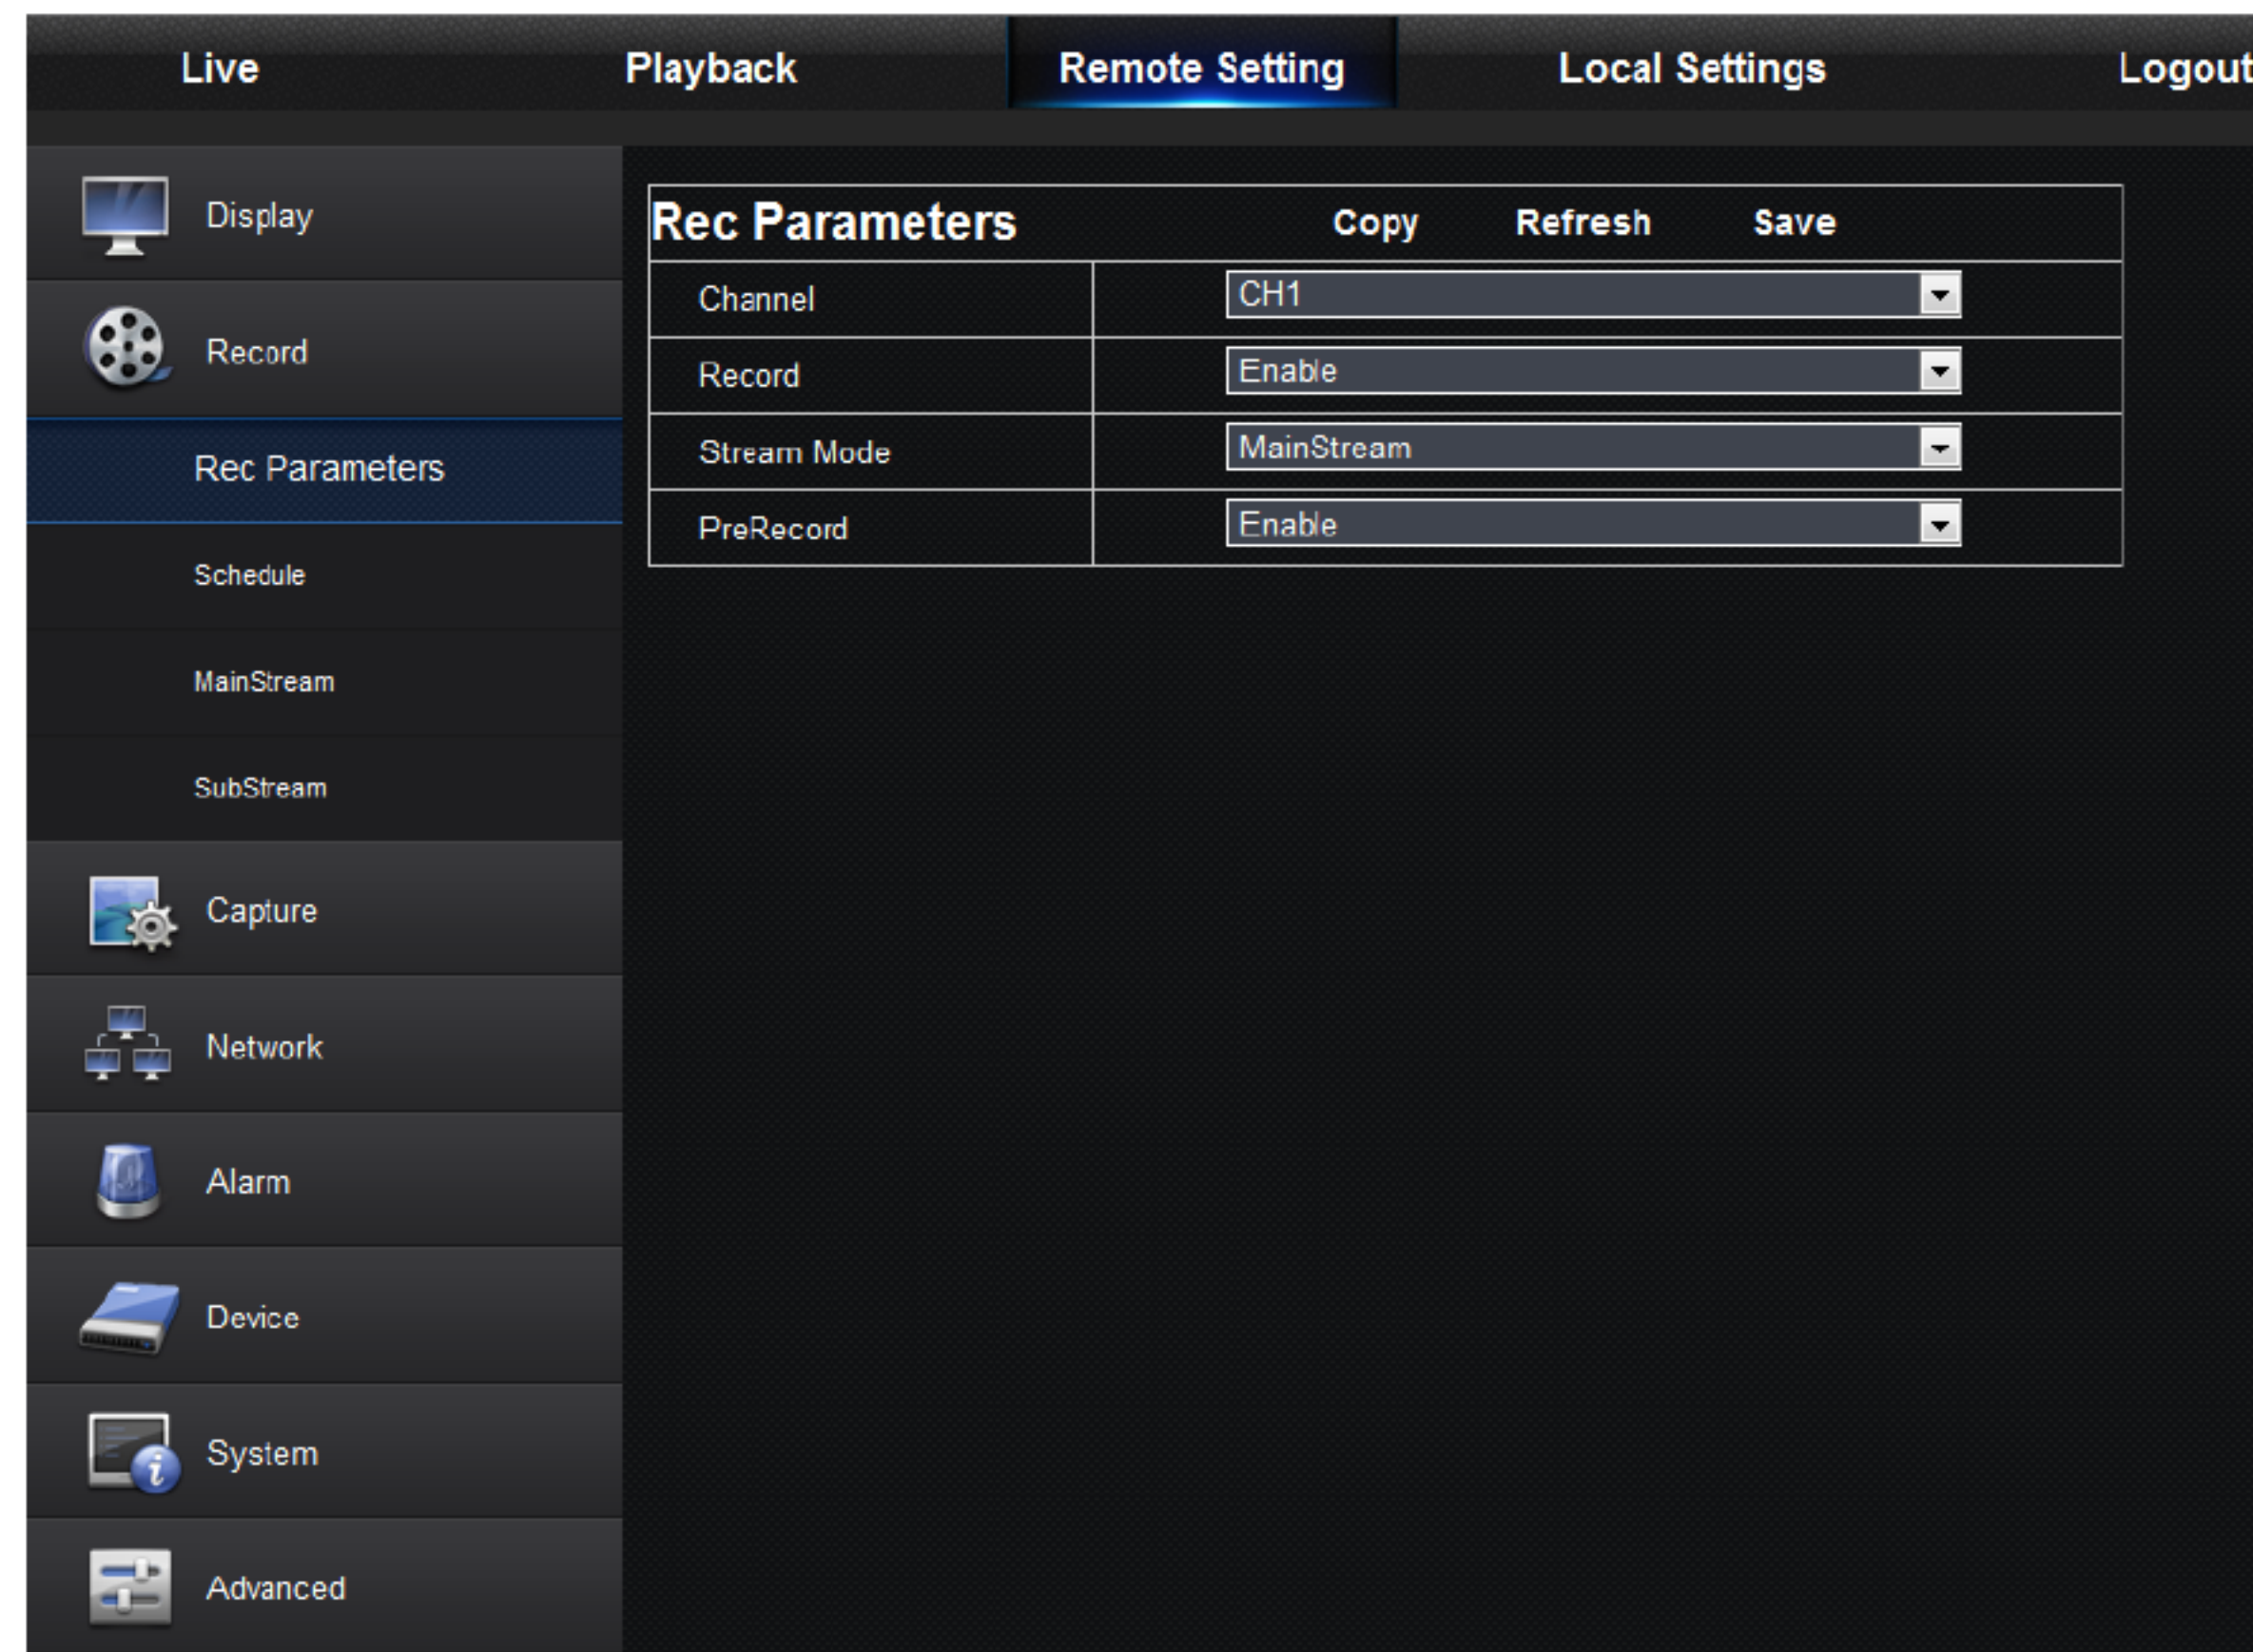 Live Playback Remote Setting Local Settings Logout
Display
Record
Rec Parameters
Schedule
MainStream
SubStream
Capture
Network
Alarm
Device
System
Advanced
Rec Parameters Copy Refresh Save
Channel CH1
Record Enable
Stream Mode MainStream
PreRecord Enable